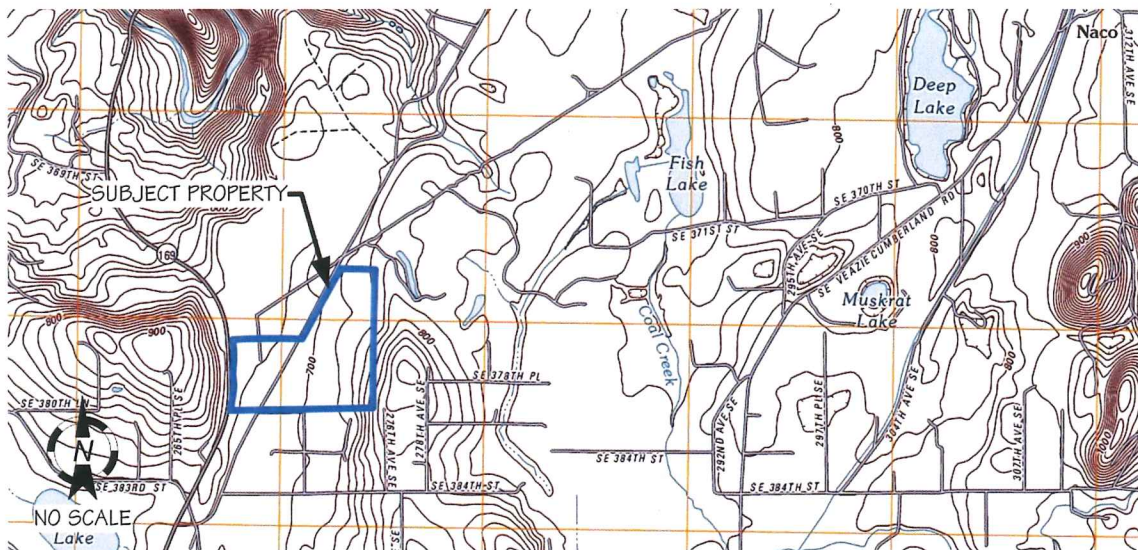 Naco
312TH AVE SE
Deep
Lake
800
Fish
Lake
SE 389TH ST
SUBJECT PROPERTY
SE 370TH ST
SE 371ST ST
SE VEAZIE CUMBERLAND RD
800
295TH AVE SE
900
169
Muskrat
Lake
Coal Creek
800
900
800
700
800
304TH AVE SE
SE 378TH PL
265TH PL SE
276TH AVE SE
278TH AVE SE
292ND AVE SE
297TH PL SE
307TH AVE SE
1000
SE 380TH LN
N
SE 384TH ST
SE 383RD ST
SE 384TH ST
SE 384TH ST
NO SCALE
Lake